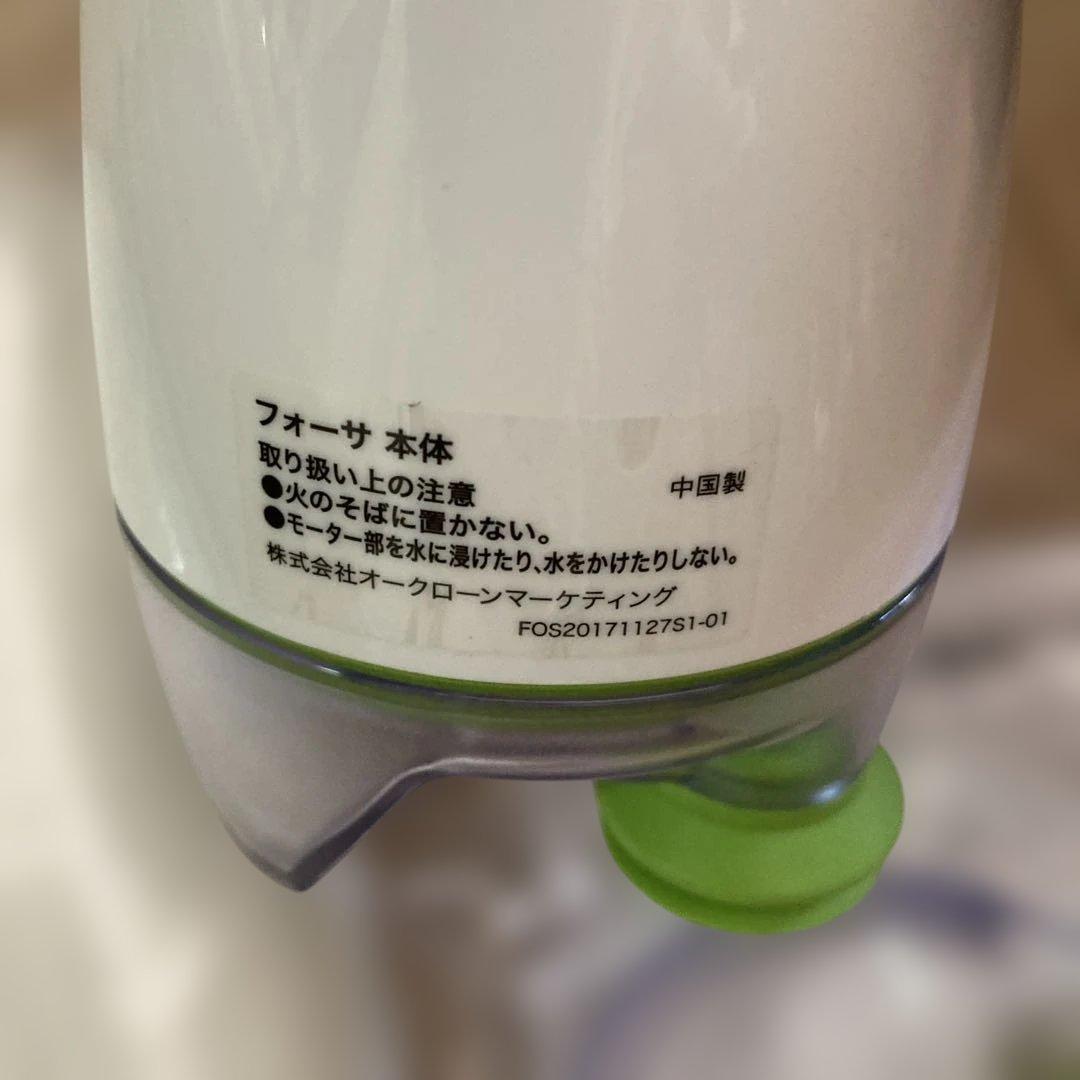 フォーサ 本体
取り扱い上の注意
中国製
●火のそばに置かない。
●モーター部を水に浸けたり、水をかけたりしない。
株式会社オークローンマーケティング
FOS20171127S1-01